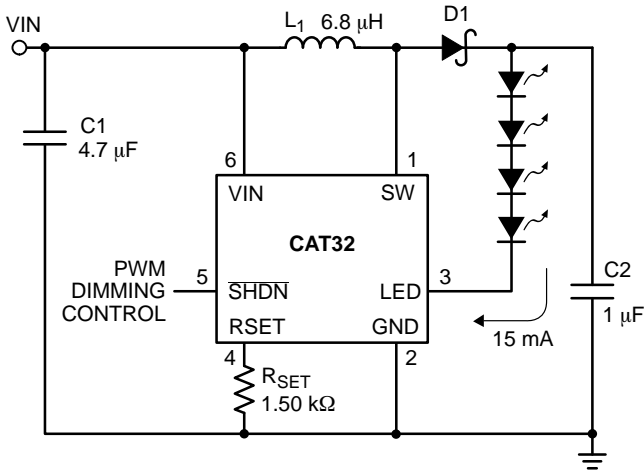 VIN
L1 6.8 μH
D1
C1
4.7 μF
6
1
VIN
SW
CAT32
PWM
DIMMING
CONTROL
5
SHDN
LED
3
RSET
GND
4
2
RSET
1.50 kΩ
15 mA
C2
1 μF